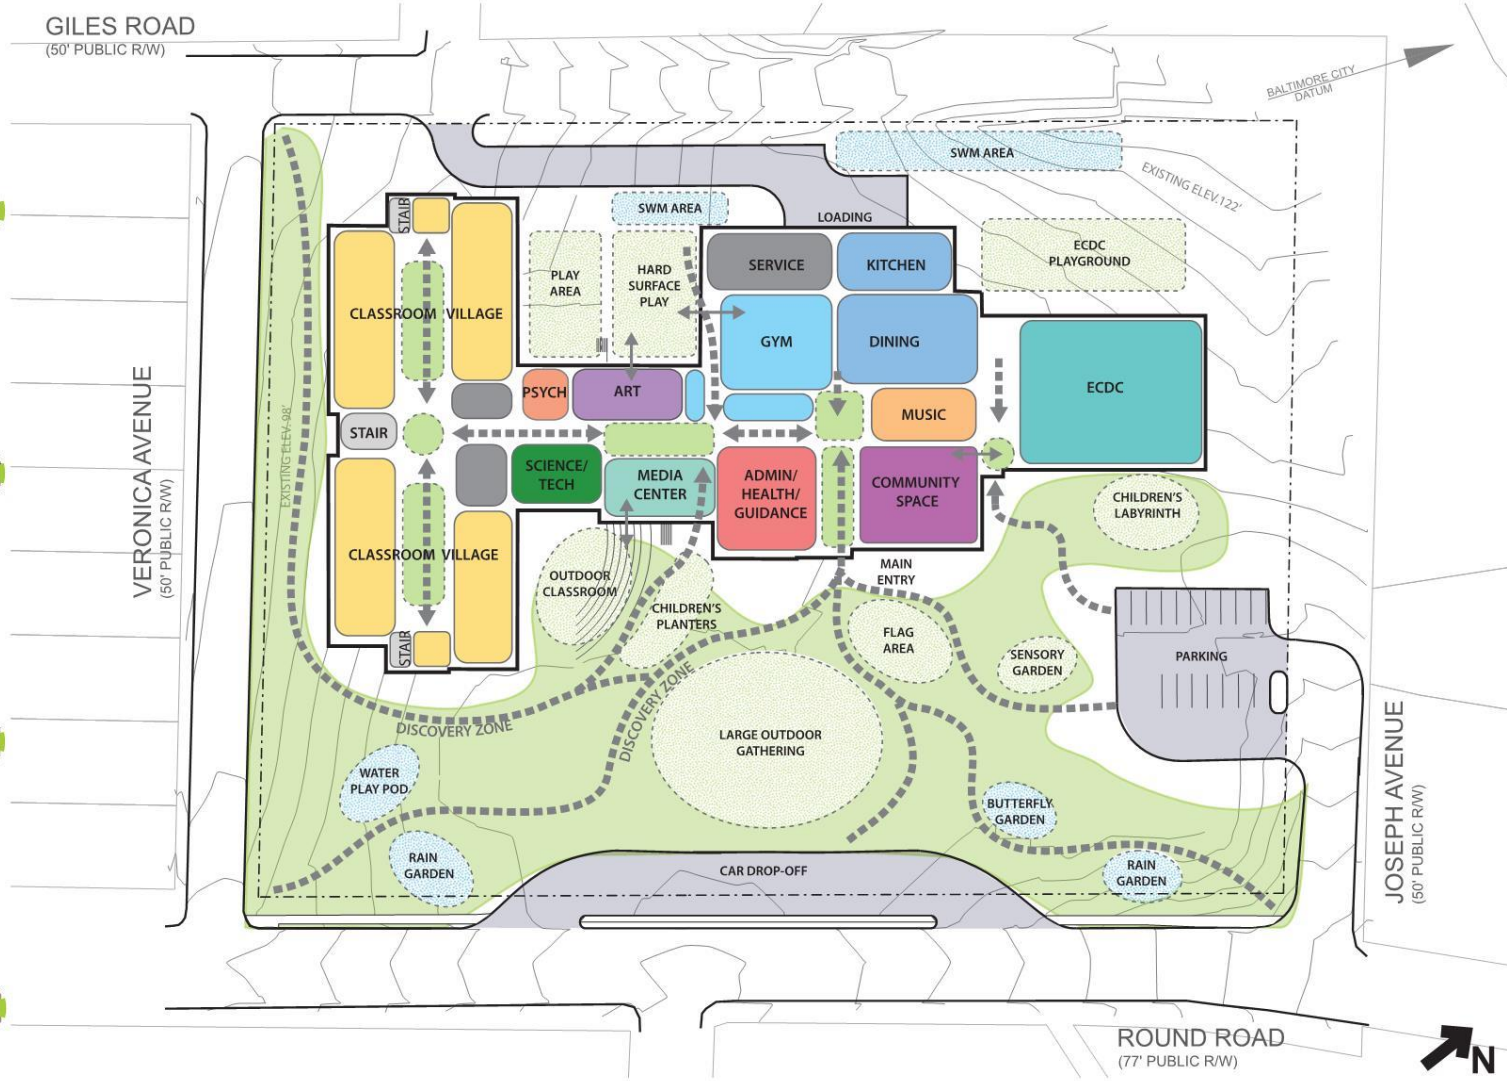 GILES ROAD
(50' PUBLIC R/W)
BALTIMORE CITY
DATUM
SWM AREA
EXISTING ELEV.122'
STAIR
SWM AREA
LOADING
PLAY
AREA
HARD
SURFACE
PLAY
SERVICE
KITCHEN
ECDC
PLAYGROUND
CLASSROOM VILLAGE
GYM
DINING
ECDC
PSYCH
ART
MUSIC
VERONICA AVENUE
(50' PUBLIC R/W)
EXISTING ELEV. 98'
STAIR
SCIENCE/
TECH
MEDIA
CENTER
ADMIN/
HEALTH/
GUIDANCE
COMMUNITY
SPACE
CHILDREN'S
LABYRINTH
CLASSROOM VILLAGE
OUTDOOR
CLASSROOM
MAIN
ENTRY
CHILDREN'S
PLANTERS
FLAG
AREA
STAIR
SENSORY
GARDEN
PARKING
DISCOVERY ZONE
DISCOVERY ZONE
LARGE OUTDOOR
GATHERING
WATER
PLAY POD
BUTTERFLY
GARDEN
RAIN
GARDEN
CAR DROP-OFF
RAIN
GARDEN
JOSEPH AVENUE
(50' PUBLIC R/W)
ROUND ROAD
(77' PUBLIC R/W)
N